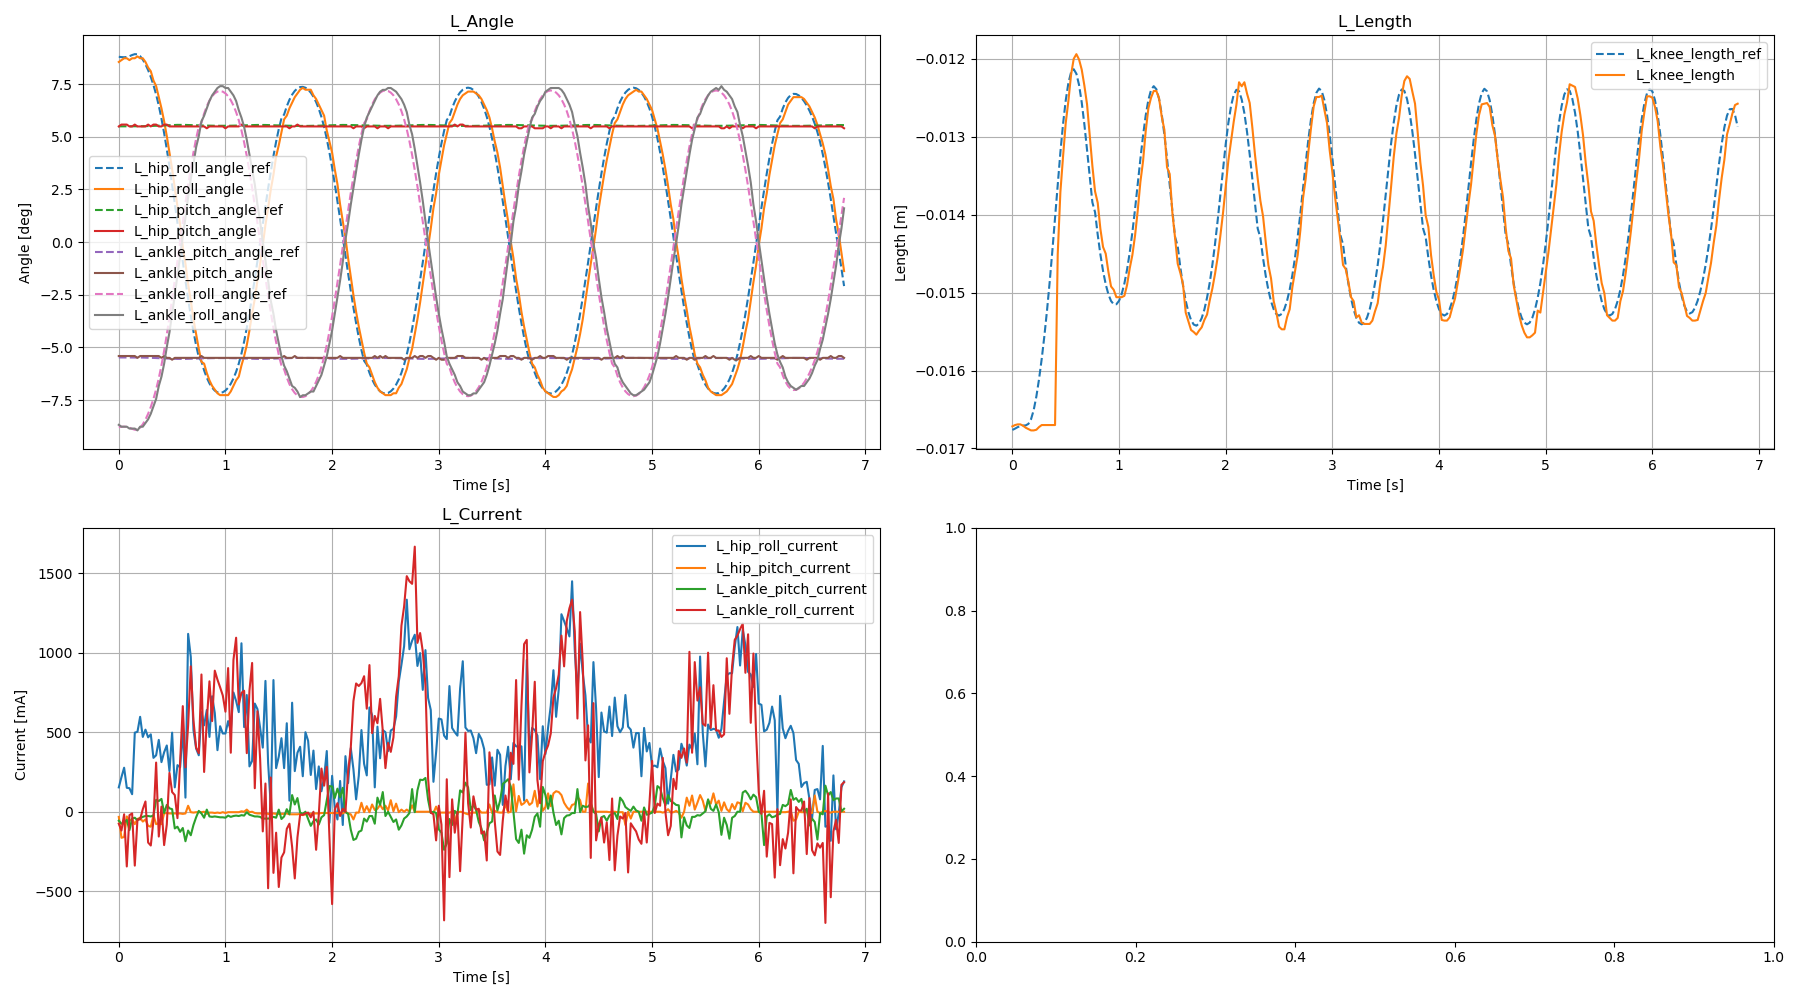 L_Angle
7.5
5.0
2.5
0.0
−2.5
−5.0
−7.5
Angle [deg]
L_hip_roll_angle_ref
L_hip_roll_angle
L_hip_pitch_angle_ref
L_hip_pitch_angle
L_ankle_pitch_angle_ref
L_ankle_pitch_angle
L_ankle_roll_angle_ref
L_ankle_roll_angle
0 1 2 3 4 5 6 7
Time [s]
L_Length
−0.012
−0.013
−0.014
−0.015
−0.016
−0.017
Length [m]
L_knee_length_ref
L_knee_length
0 1 2 3 4 5 6 7
Time [s]
L_Current
1500
1000
500
0
−500
Current [mA]
L_hip_roll_current
L_hip_pitch_current
L_ankle_pitch_current
L_ankle_roll_current
0 1 2 3 4 5 6 7
Time [s]
1.0
0.8
0.6
0.4
0.2
0.0
0.0 0.2 0.4 0.6 0.8 1.0